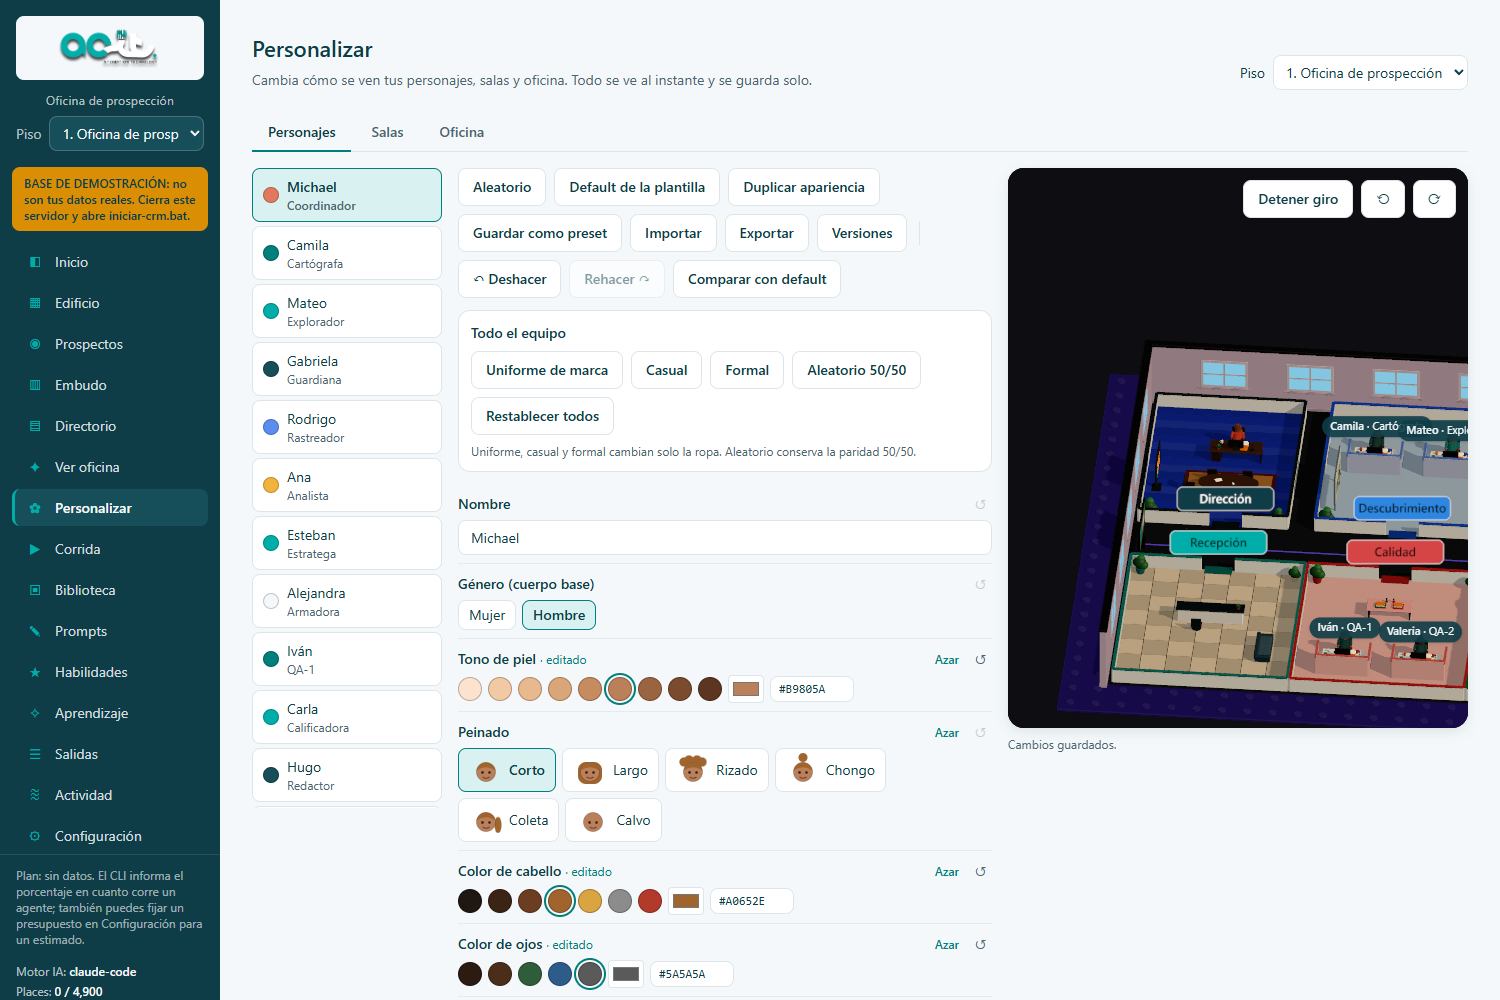 acit
Oficina de prospección
Piso
1. Oficina de prosp
BASE DE DEMOSTRACIÓN: no
son tus datos reales. Cierra este
servidor y abre iniciar-crm.bat.
Inicio
Edificio
Prospectos
Embudo
Directorio
Ver oficina
Personalizar
Corrida
Biblioteca
Prompts
Habilidades
Aprendizaje
Salidas
Actividad
Configuración
Plan: sin datos. El CLI informa el
porcentaje en cuanto corre un
agente; también puedes fijar un
presupuesto en Configuración para
un estimado.
Motor IA: claude-code
Places: 0 / 4,900
Personalizar
Cambia cómo se ven tus personajes, salas y oficina. Todo se ve al instante y se guarda solo.
Piso
1. Oficina de prospección
Personajes
Salas
Oficina
Michael
Coordinador
Camila
Cartógrafa
Mateo
Explorador
Gabriela
Guardiana
Rodrigo
Rastreador
Ana
Analista
Esteban
Estratega
Alejandra
Armadora
Iván
QA-1
Carla
Calificadora
Hugo
Redactor
Aleatorio
Default de la plantilla
Duplicar apariencia
Guardar como preset
Importar
Exportar
Versiones
↶ Deshacer
Rehacer ↷
Comparar con default
Todo el equipo
Uniforme de marca
Casual
Formal
Aleatorio 50/50
Restablecer todos
Uniforme, casual y formal cambian solo la ropa. Aleatorio conserva la paridad 50/50.
Nombre
Michael
Género (cuerpo base)
Mujer
Hombre
Tono de piel · editado
Azar
#B9805A
Peinado
Azar
Corto
Largo
Rizado
Chongo
Coleta
Calvo
Color de cabello · editado
Azar
#A0652E
Color de ojos · editado
Azar
#5A5A5A
Detener giro
Camila · Cartó
Mateo · Explo
Dirección
Descubrimiento
Recepción
Calidad
Iván · QA-1
Valeria · QA-2
Cambios guardados.